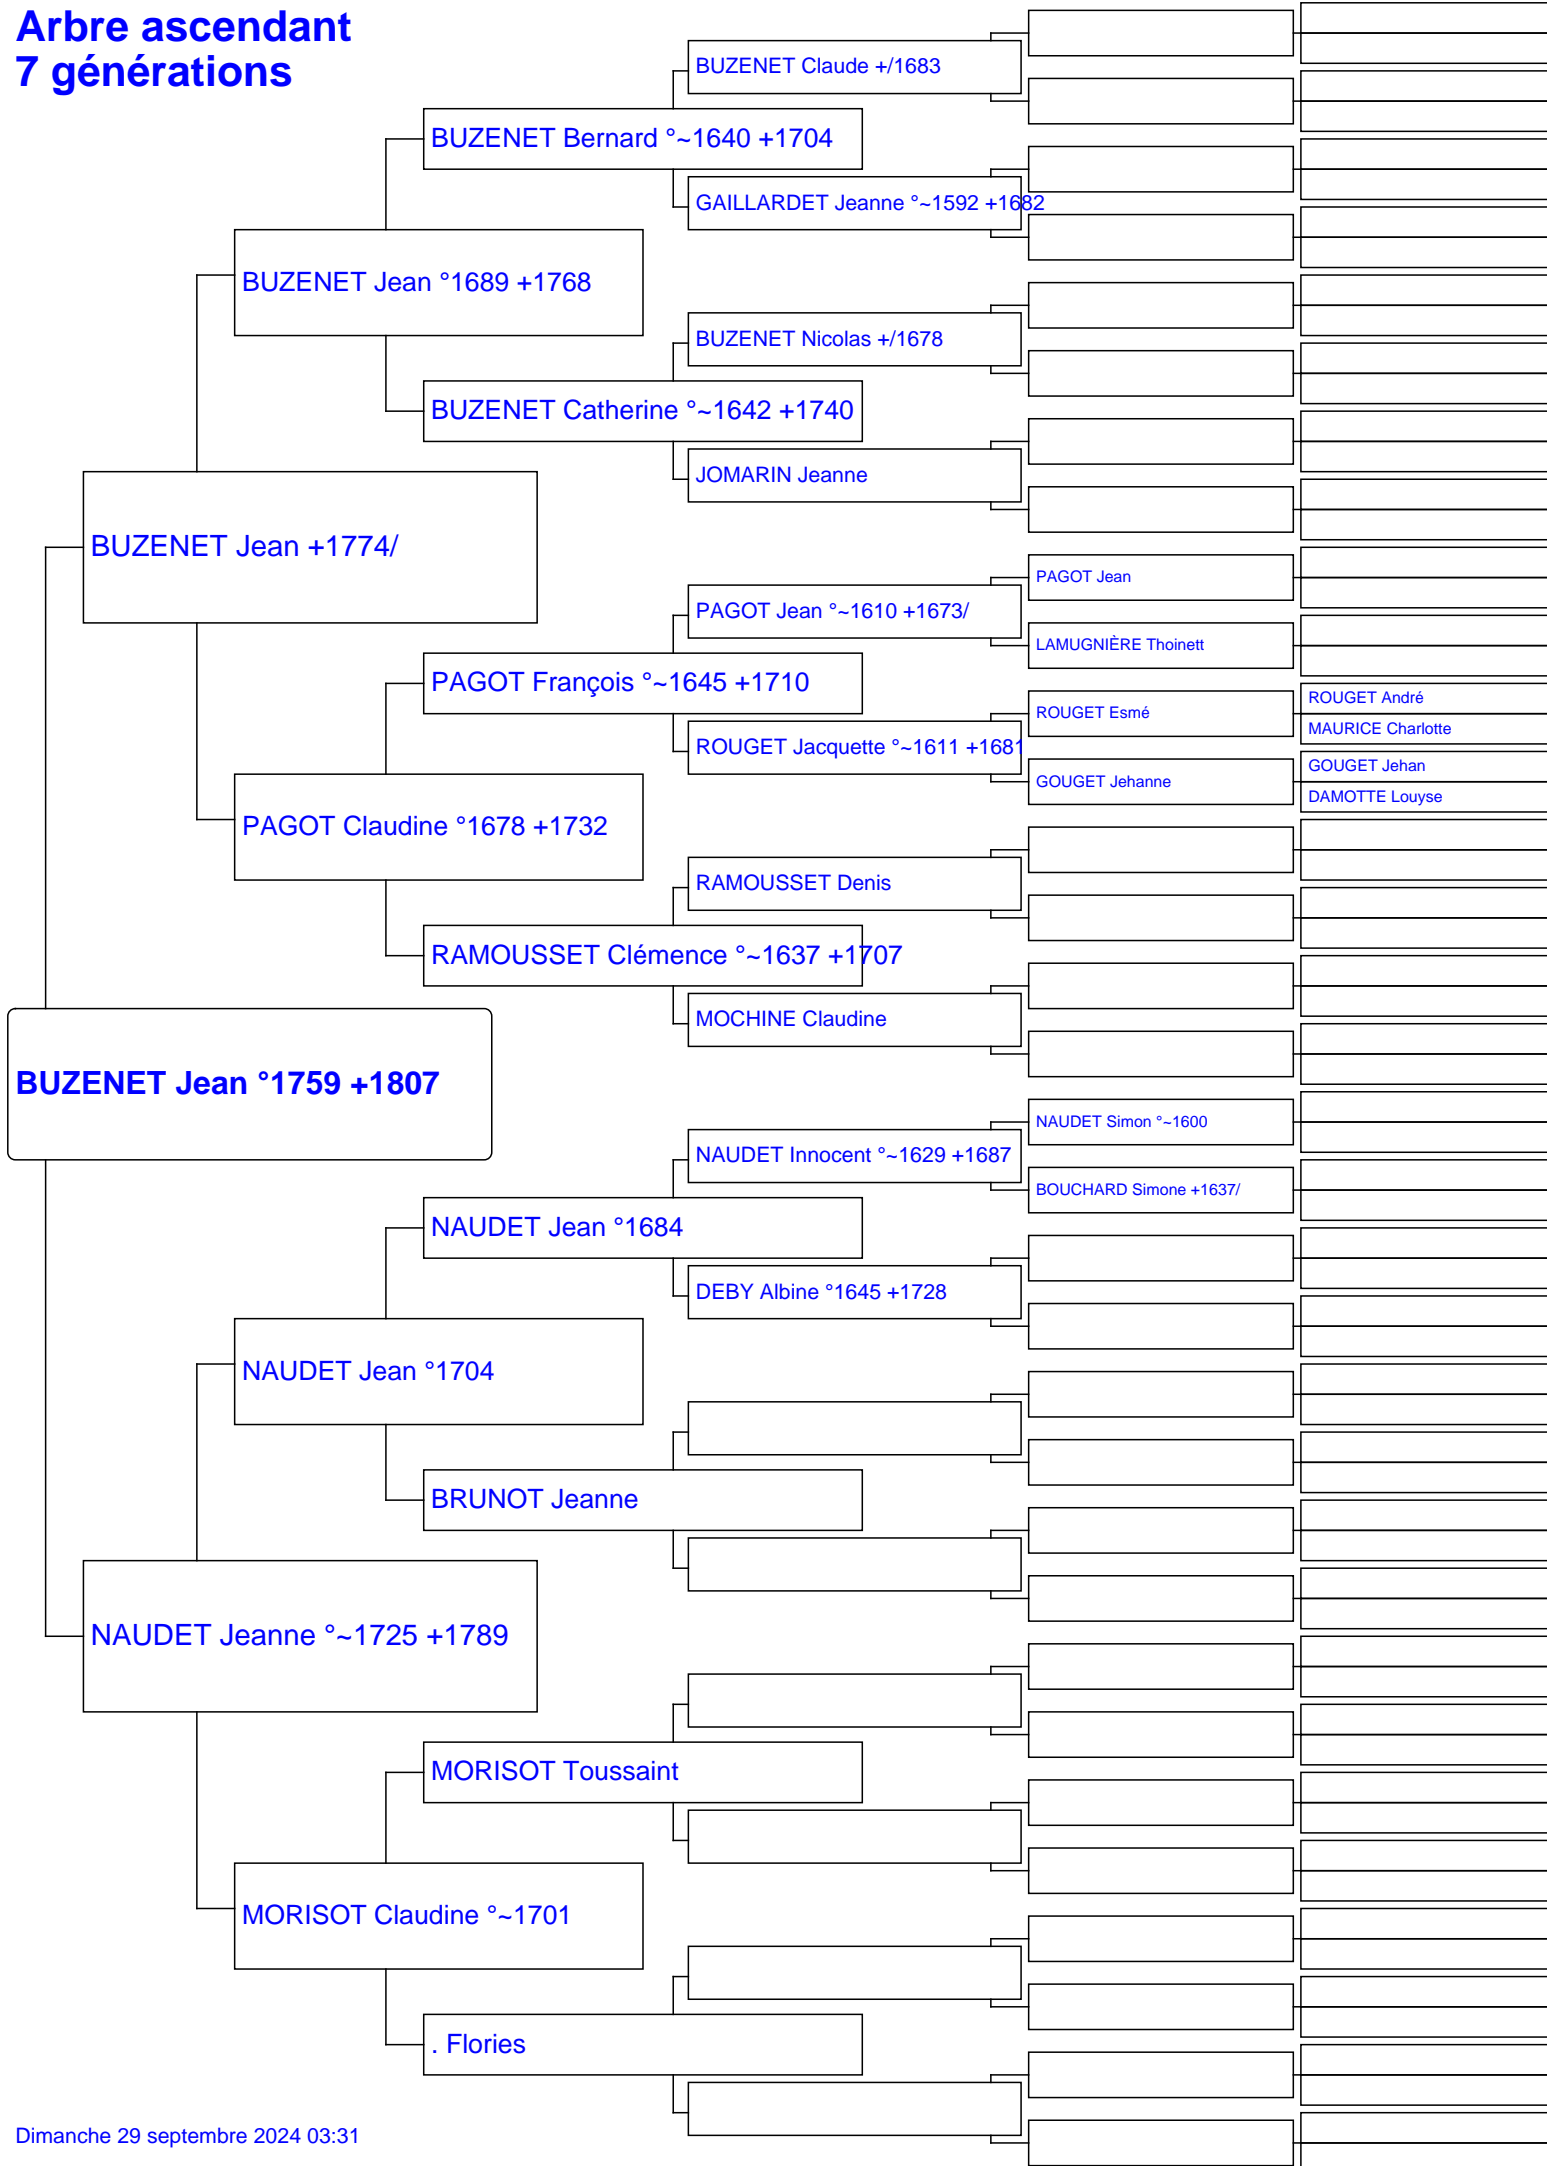 Arbre ascendant
7 générations
BUZENET Claude +/1683
BUZENET Bernard °~1640 +1704
GAILLARDET Jeanne °~1592 +1682
BUZENET Jean °1689 +1768
BUZENET Nicolas +/1678
BUZENET Catherine °~1642 +1740
JOMARIN Jeanne
BUZENET Jean +1774/
PAGOT Jean
PAGOT Jean °~1610 +1673/
LAMUGNIÈRE Thoinett
PAGOT François °~1645 +1710
ROUGET André
ROUGET Esmé
MAURICE Charlotte
ROUGET Jacquette °~1611 +1681
GOUGET Jehan
GOUGET Jehanne
DAMOTTE Louyse
PAGOT Claudine °1678 +1732
RAMOUSSET Denis
RAMOUSSET Clémence °~1637 +1707
MOCHINE Claudine
BUZENET Jean °1759 +1807
NAUDET Simon °~1600
NAUDET Innocent °~1629 +1687
BOUCHARD Simone +1637/
NAUDET Jean °1684
DEBY Albine °1645 +1728
NAUDET Jean °1704
BRUNOT Jeanne
NAUDET Jeanne °~1725 +1789
MORISOT Toussaint
MORISOT Claudine °~1701
. Flories
Dimanche 29 septembre 2024 03:31